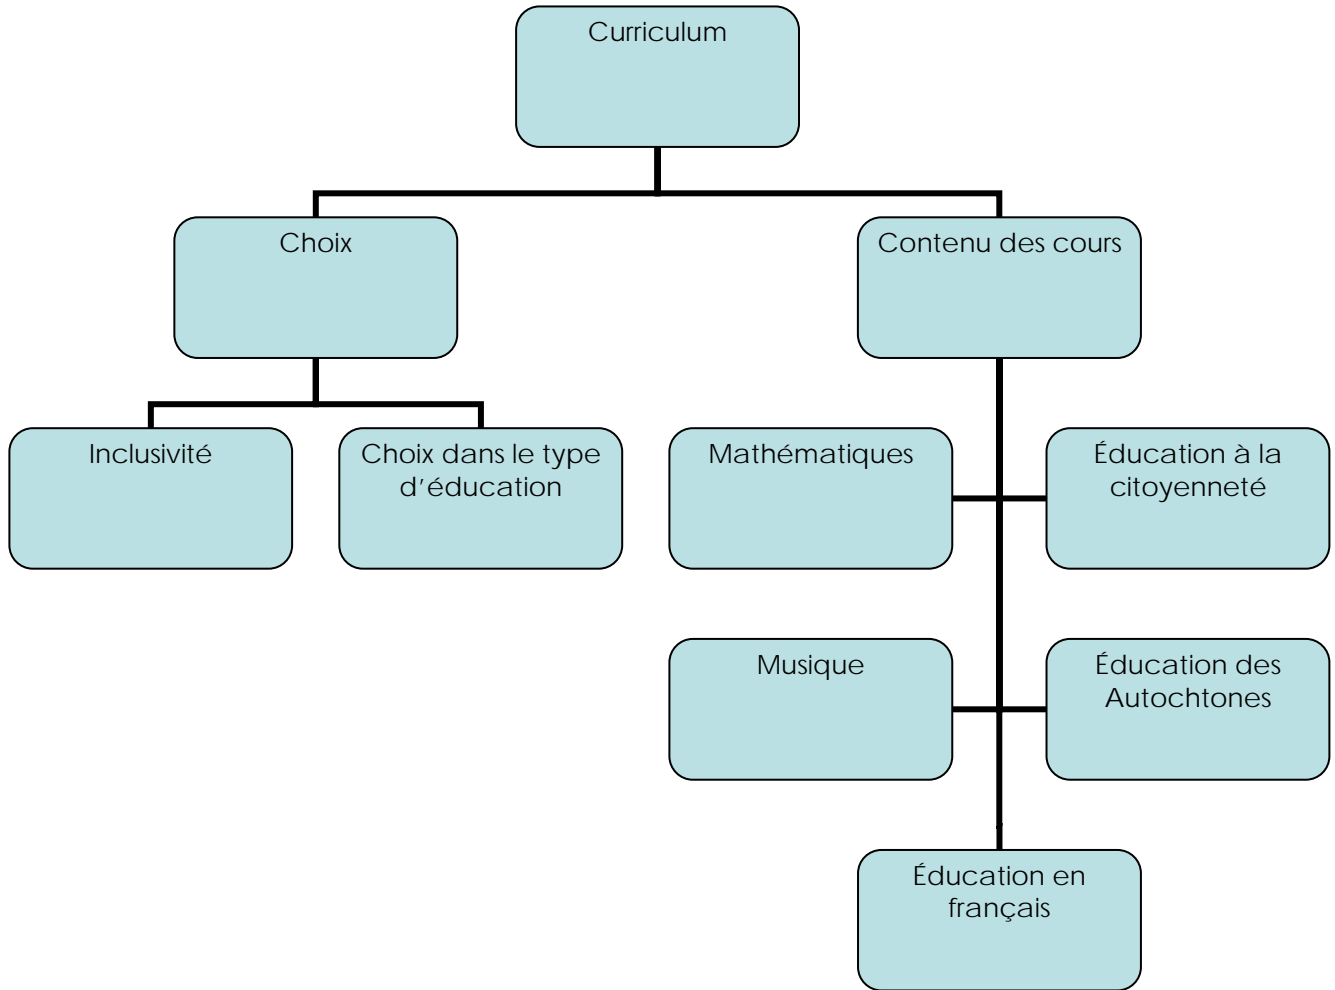 Curriculum
Choix
Contenu des cours
Inclusivité
Choix dans le type
d'éducation
Mathématiques
Éducation à la
citoyenneté
Musique
Éducation des
Autochtones
Éducation en
français